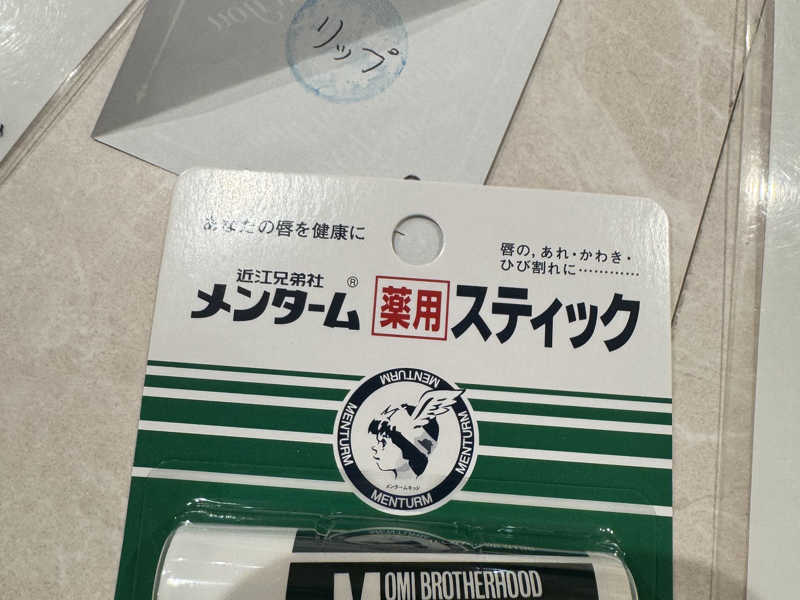 リップ
あなたの唇を健康に
唇の,あれ・かわき・
ひび割れに…………
近江兄弟社
メンターム® 薬用 スティック
MENTURM
MENTURM
MENTURM
MENTURM
メンタームキッド
OMI BROTHERHOOD